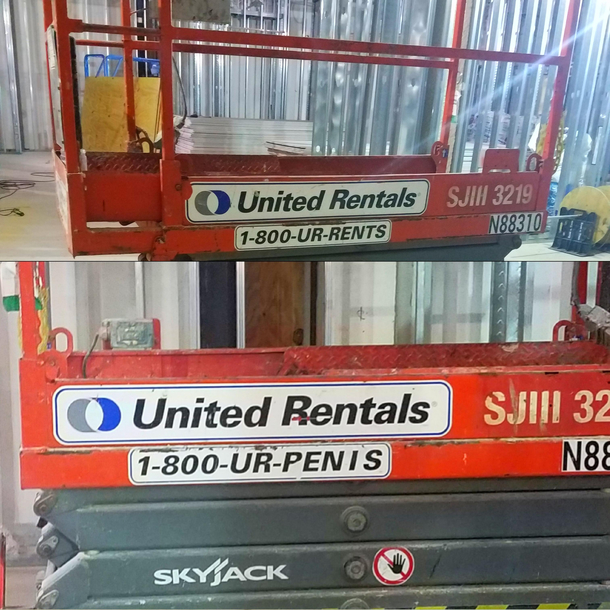 United Rentals®
SJIII 3219
1-800-UR-RENTS
N88310
United Rentals®
SJIII 32
1-800-UR-PENIS
N88
SKYJACK